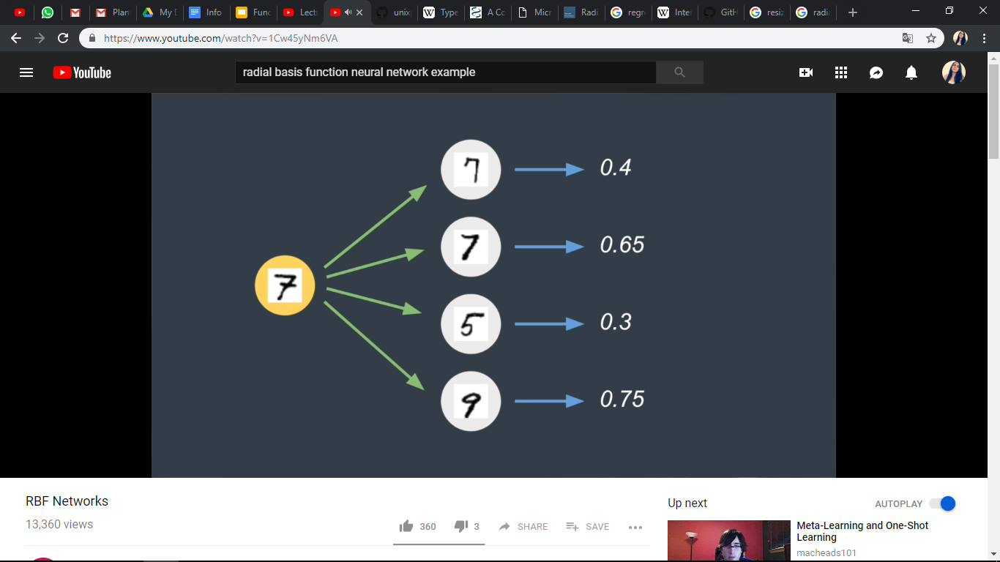 Plan
My D
Info
Func
Lect
unix
Type
A Co
Micr
Radi
regr
Inter
GitH
resiz
radia
https://www.youtube.com/watch?v=1Cw45yNm6VA
YouTube
radial basis function neural network example
7 0.4
7 0.65
7
5 0.3
9 0.75
RBF Networks
13,360 views
360 3 SHARE SAVE
Up next AUTOPLAY
Meta-Learning and One-Shot
Learning
macheads101